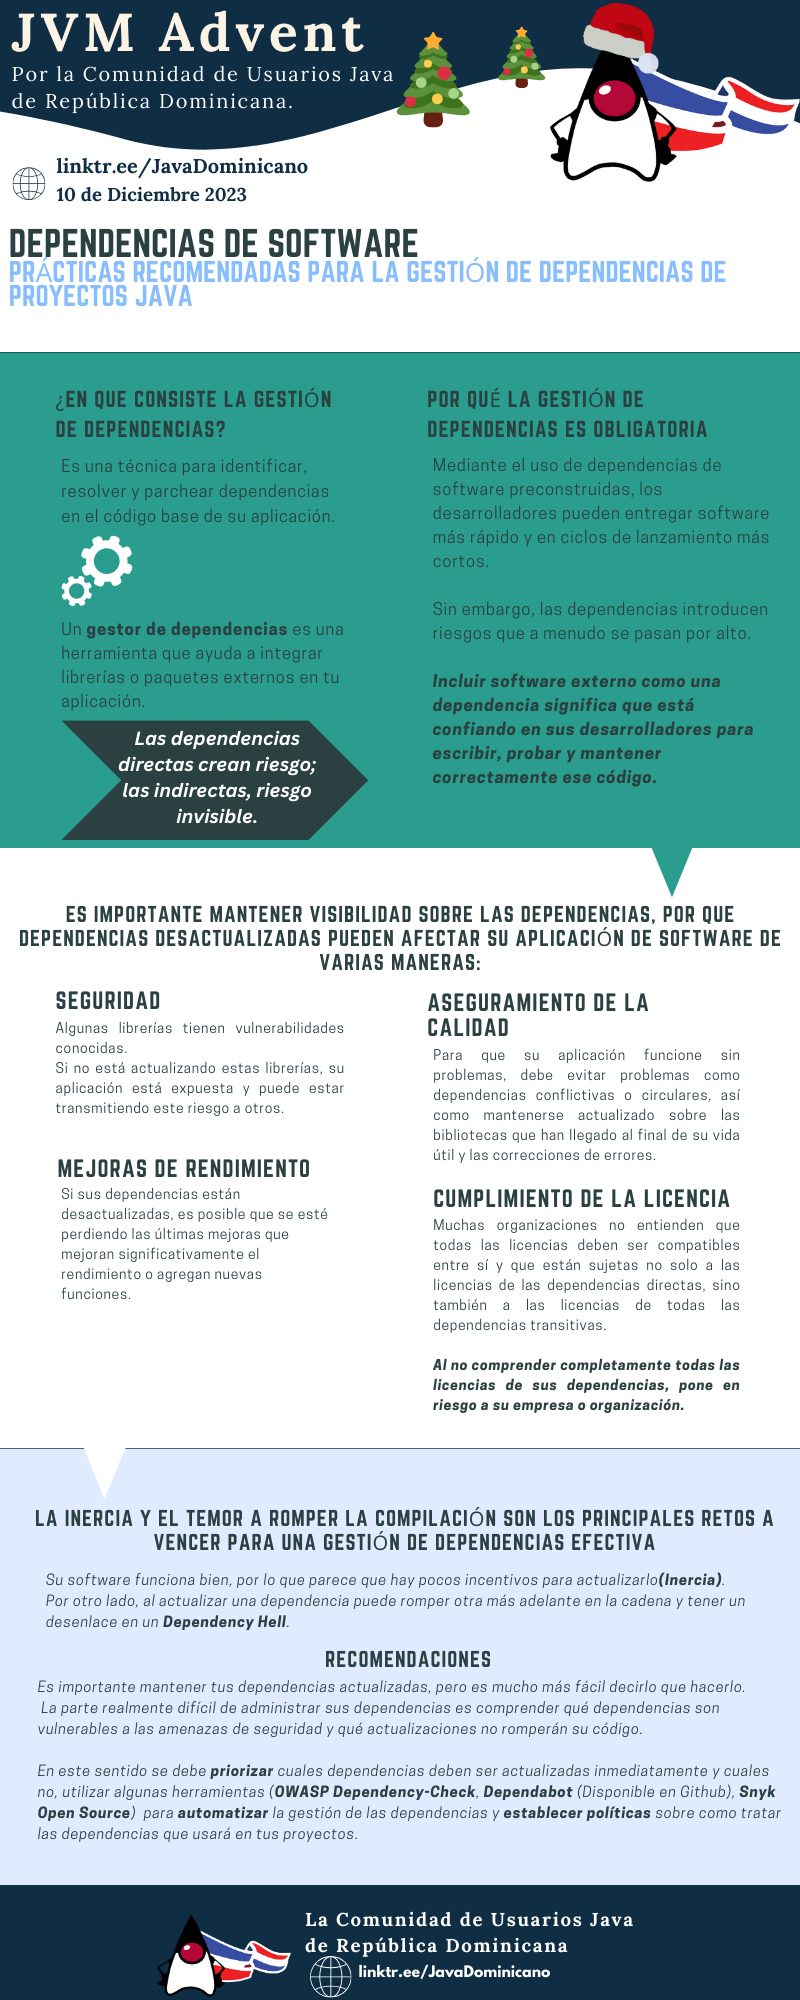 JVM Advent
Por la Comunidad de Usuarios Java
de República Dominicana.
linktr.ee/JavaDominicano
10 de Diciembre 2023
DEPENDENCIAS DE SOFTWARE
PRÁCTICAS RECOMENDADAS PARA LA GESTIÓN DE DEPENDENCIAS DE
PROYECTOS JAVA
¿EN QUE CONSISTE LA GESTIÓN
DE DEPENDENCIAS?
Es una técnica para identificar,
resolver y parchear dependencias
en el código base de su aplicación.
Un gestor de dependencias es una
herramienta que ayuda a integrar
librerías o paquetes externos en tu
aplicación.
Las dependencias
directas crean riesgo;
las indirectas, riesgo
invisible.
POR QUÉ LA GESTIÓN DE
DEPENDENCIAS ES OBLIGATORIA
Mediante el uso de dependencias de
software preconstruidas, los
desarrolladores pueden entregar software
más rápido y en ciclos de lanzamiento más
cortos.
Sin embargo, las dependencias introducen
riesgos que a menudo se pasan por alto.
Incluir software externo como una
dependencia significa que está
confiando en sus desarrolladores para
escribir, probar y mantener
correctamente ese código.
ES IMPORTANTE MANTENER VISIBILIDAD SOBRE LAS DEPENDENCIAS, POR QUE
DEPENDENCIAS DESACTUALIZADAS PUEDEN AFECTAR SU APLICACIÓN DE SOFTWARE DE
VARIAS MANERAS:
SEGURIDAD
Algunas librerías tienen vulnerabilidades
conocidas.
Si no está actualizando estas librerías, su
aplicación está expuesta y puede estar
transmitiendo este riesgo a otros.
MEJORAS DE RENDIMIENTO
Si sus dependencias están
desactualizadas, es posible que se esté
perdiendo las últimas mejoras que
mejoran significativamente el
rendimiento o agregan nuevas
funciones.
ASEGURAMIENTO DE LA
CALIDAD
Para que su aplicación funcione sin
problemas, debe evitar problemas como
dependencias conflictivas o circulares, así
como mantenerse actualizado sobre las
bibliotecas que han llegado al final de su vida
útil y las correcciones de errores.
CUMPLIMIENTO DE LA LICENCIA
Muchas organizaciones no entienden que
todas las licencias deben ser compatibles
entre sí y que están sujetas no solo a las
licencias de las dependencias directas, sino
también a las licencias de todas las
dependencias transitivas.
Al no comprender completamente todas las
licencias de sus dependencias, pone en
riesgo a su empresa o organización.
LA INERCIA Y EL TEMOR A ROMPER LA COMPILACIÓN SON LOS PRINCIPALES RETOS A
VENCER PARA UNA GESTIÓN DE DEPENDENCIAS EFECTIVA
Su software funciona bien, por lo que parece que hay pocos incentivos para actualizarlo(Inercia).
Por otro lado, al actualizar una dependencia puede romper otra más adelante en la cadena y tener un
desenlace en un Dependency Hell.
RECOMENDACIONES
Es importante mantener tus dependencias actualizadas, pero es mucho más fácil decirlo que hacerlo.
La parte realmente difícil de administrar sus dependencias es comprender qué dependencias son
vulnerables a las amenazas de seguridad y qué actualizaciones no romperán su código.
En este sentido se debe priorizar cuales dependencias deben ser actualizadas inmediatamente y cuales
no, utilizar algunas herramientas (OWASP Dependency-Check, Dependabot (Disponible en Github), Snyk
Open Source) para automatizar la gestión de las dependencias y establecer políticas sobre como tratar
las dependencias que usará en tus proyectos.
La Comunidad de Usuarios Java
de República Dominicana
linktr.ee/JavaDominicano